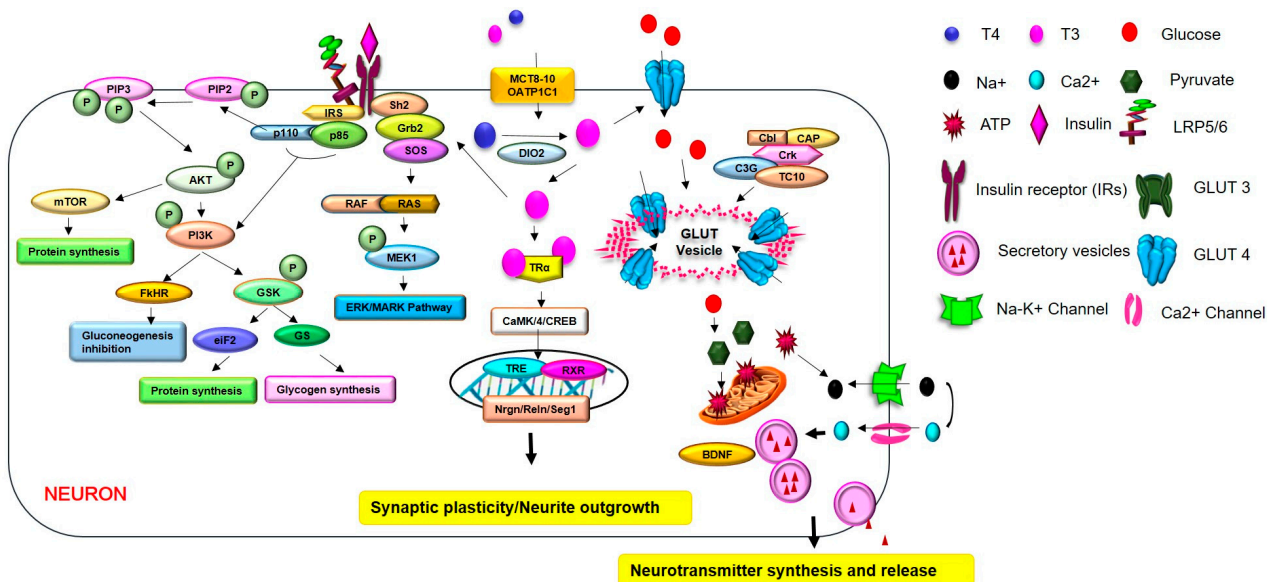 T4
T3
Glucose
Na+
Ca2+
Pyruvate
ATP
Insulin
LRP5/6
Insulin receptor (IRs)
GLUT 3
Secretory vesicles
GLUT 4
Na-K+ Channel
Ca2+ Channel
PIP3
P
P
PIP2
P
IRS
p110
p85
Sh2
Grb2
SOS
MCT8-10
OATP1C1
DIO2
Cbl
CAP
Crk
C3G
TC10
AKT
P
mTOR
Protein synthesis
P
PI3K
RAF
RAS
P
MEK1
ERK/MARK Pathway
FkHR
Gluconeogenesis
inhibition
P
GSK
eiF2
GS
Protein synthesis
Glycogen synthesis
TRα
CaMK/4/CREB
TRE
RXR
Nrgn/Reln/Seg1
GLUT
Vesicle
BDNF
NEURON
Synaptic plasticity/Neurite outgrowth
Neurotransmitter synthesis and release